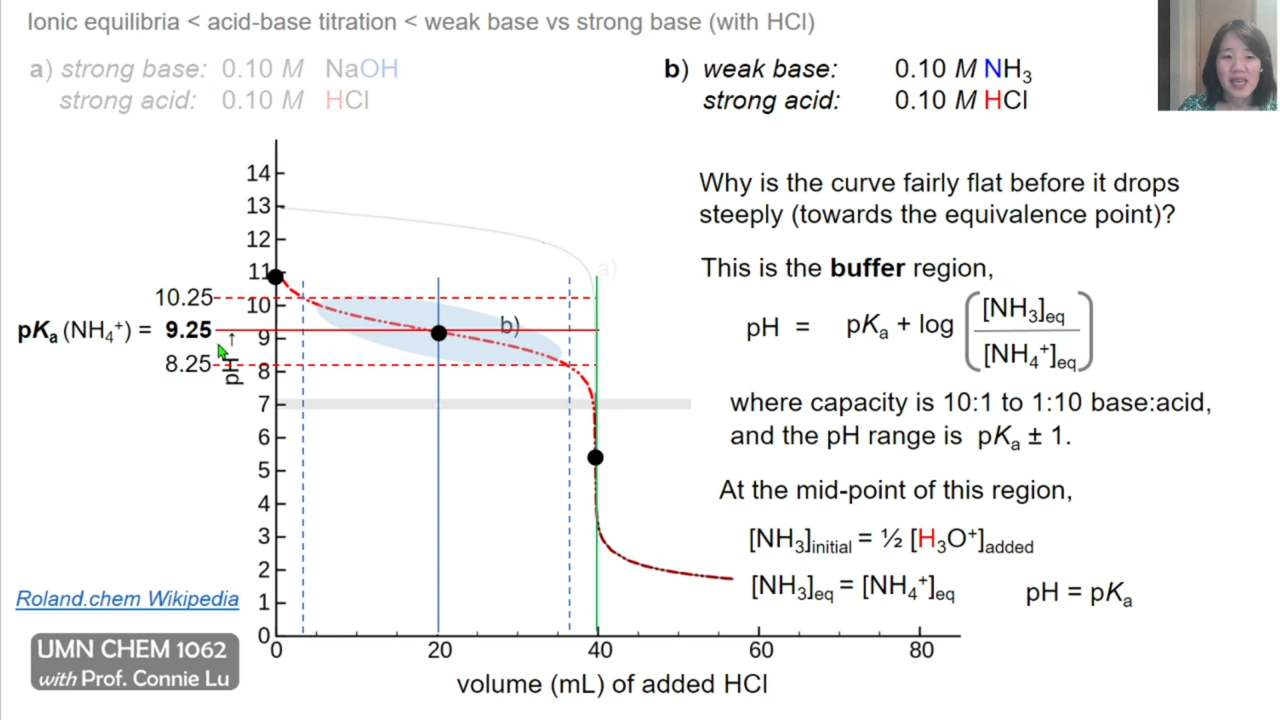 Ionic equilibria < acid-base titration < weak base vs strong base (with HCl)
a) strong base: 0.10 M NaOH
strong acid: 0.10 M HCl
b) weak base: 0.10 M NH₃
strong acid: 0.10 M HCl
Why is the curve fairly flat before it drops
steeply (towards the equivalence point)?
This is the buffer region,
pH = pKₐ + log ([NH₃]eq / [NH₄⁺]eq)
where capacity is 10:1 to 1:10 base:acid,
and the pH range is pKₐ ± 1.
At the mid-point of this region,
[NH₃]initial = ½ [H₃O⁺]added
[NH₃]eq = [NH₄⁺]eq pH = pKₐ
14
13
12
11
10
9
8
7
6
5
4
3
2
1
0
10.25
pKₐ (NH₄⁺) = 9.25
8.25
pH →
a)
b)
0 20 40 60 80
volume (mL) of added HCl
Roland.chem Wikipedia
UMN CHEM 1062
with Prof. Connie Lu